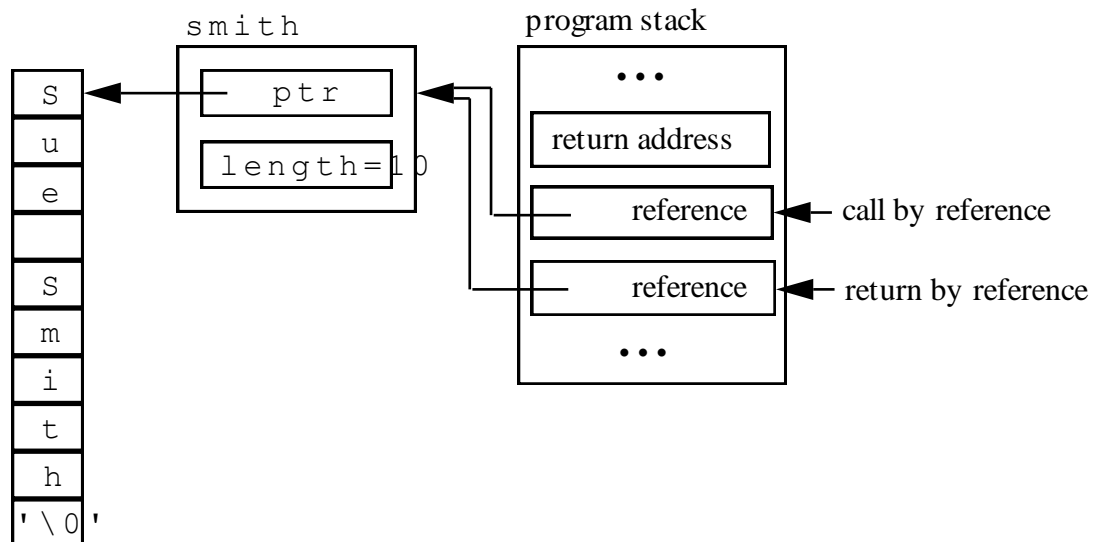 smith
program stack
S
u
e
S
m
i
t
h
'\0'
ptr
length=10
•••
return address
reference
call by reference
reference
return by reference
•••